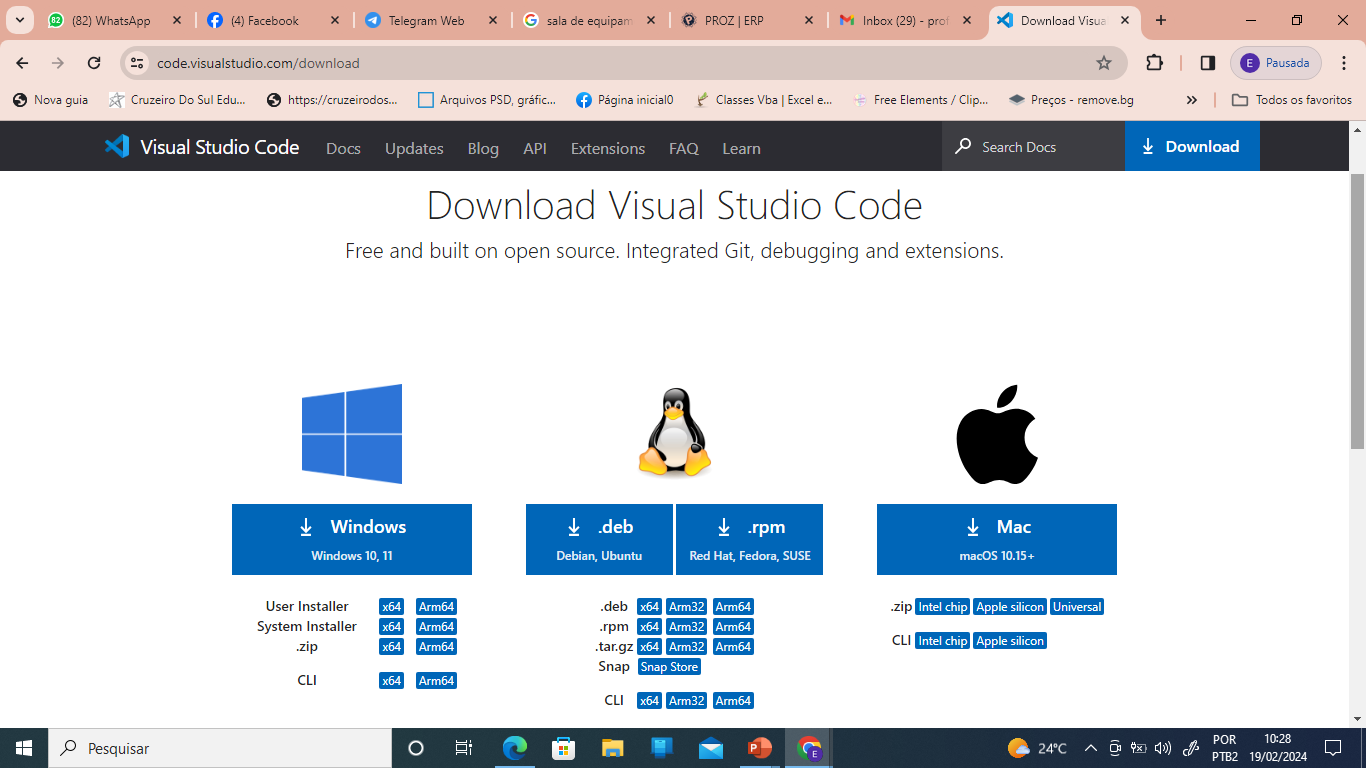 (82) WhatsApp
(4) Facebook
Telegram Web
sala de equipam
PROZ | ERP
Inbox (29) - prof
Download Visua
code.visualstudio.com/download
E Pausada
Nova guia
Cruzeiro Do Sul Edu...
https://cruzeirodos...
Arquivos PSD, gráfic...
Página inicial0
Classes Vba | Excel e...
Free Elements / Clip...
Preços - remove.bg
Todos os favoritos
Visual Studio Code Docs Updates Blog API Extensions FAQ Learn Search Docs Download
Download Visual Studio Code
Free and built on open source. Integrated Git, debugging and extensions.
Windows
Windows 10, 11
User Installer x64 Arm64
System Installer x64 Arm64
.zip x64 Arm64
CLI x64 Arm64
.deb
Debian, Ubuntu
.rpm
Red Hat, Fedora, SUSE
.deb x64 Arm32 Arm64
.rpm x64 Arm32 Arm64
.tar.gz x64 Arm32 Arm64
Snap Snap Store
CLI x64 Arm32 Arm64
Mac
macOS 10.15+
.zip Intel chip Apple silicon Universal
CLI Intel chip Apple silicon
Pesquisar
24°C
POR
PTB2
10:28
19/02/2024